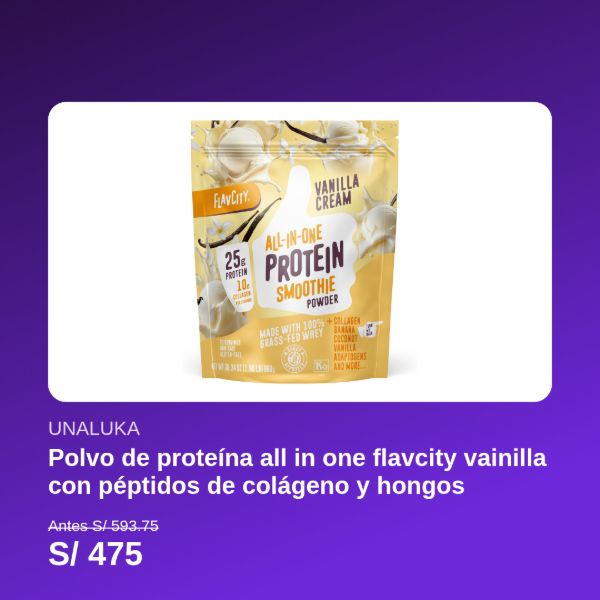 FLAVCITY
VANILLA
CREAM
ALL-IN-ONE
PROTEIN
SMOOTHIE
POWDER
25g
PROTEIN
10g
COLLAGEN
MADE WITH 100%
GRASS-FED WHEY
+ COLLAGEN
BANANA
COCONUT
VANILLA
ADAPTOGENS
AND MORE...
UNALUKA
Polvo de proteína all in one flavcity vainilla
con péptidos de colágeno y hongos
Antes S/ 593.75
S/ 475